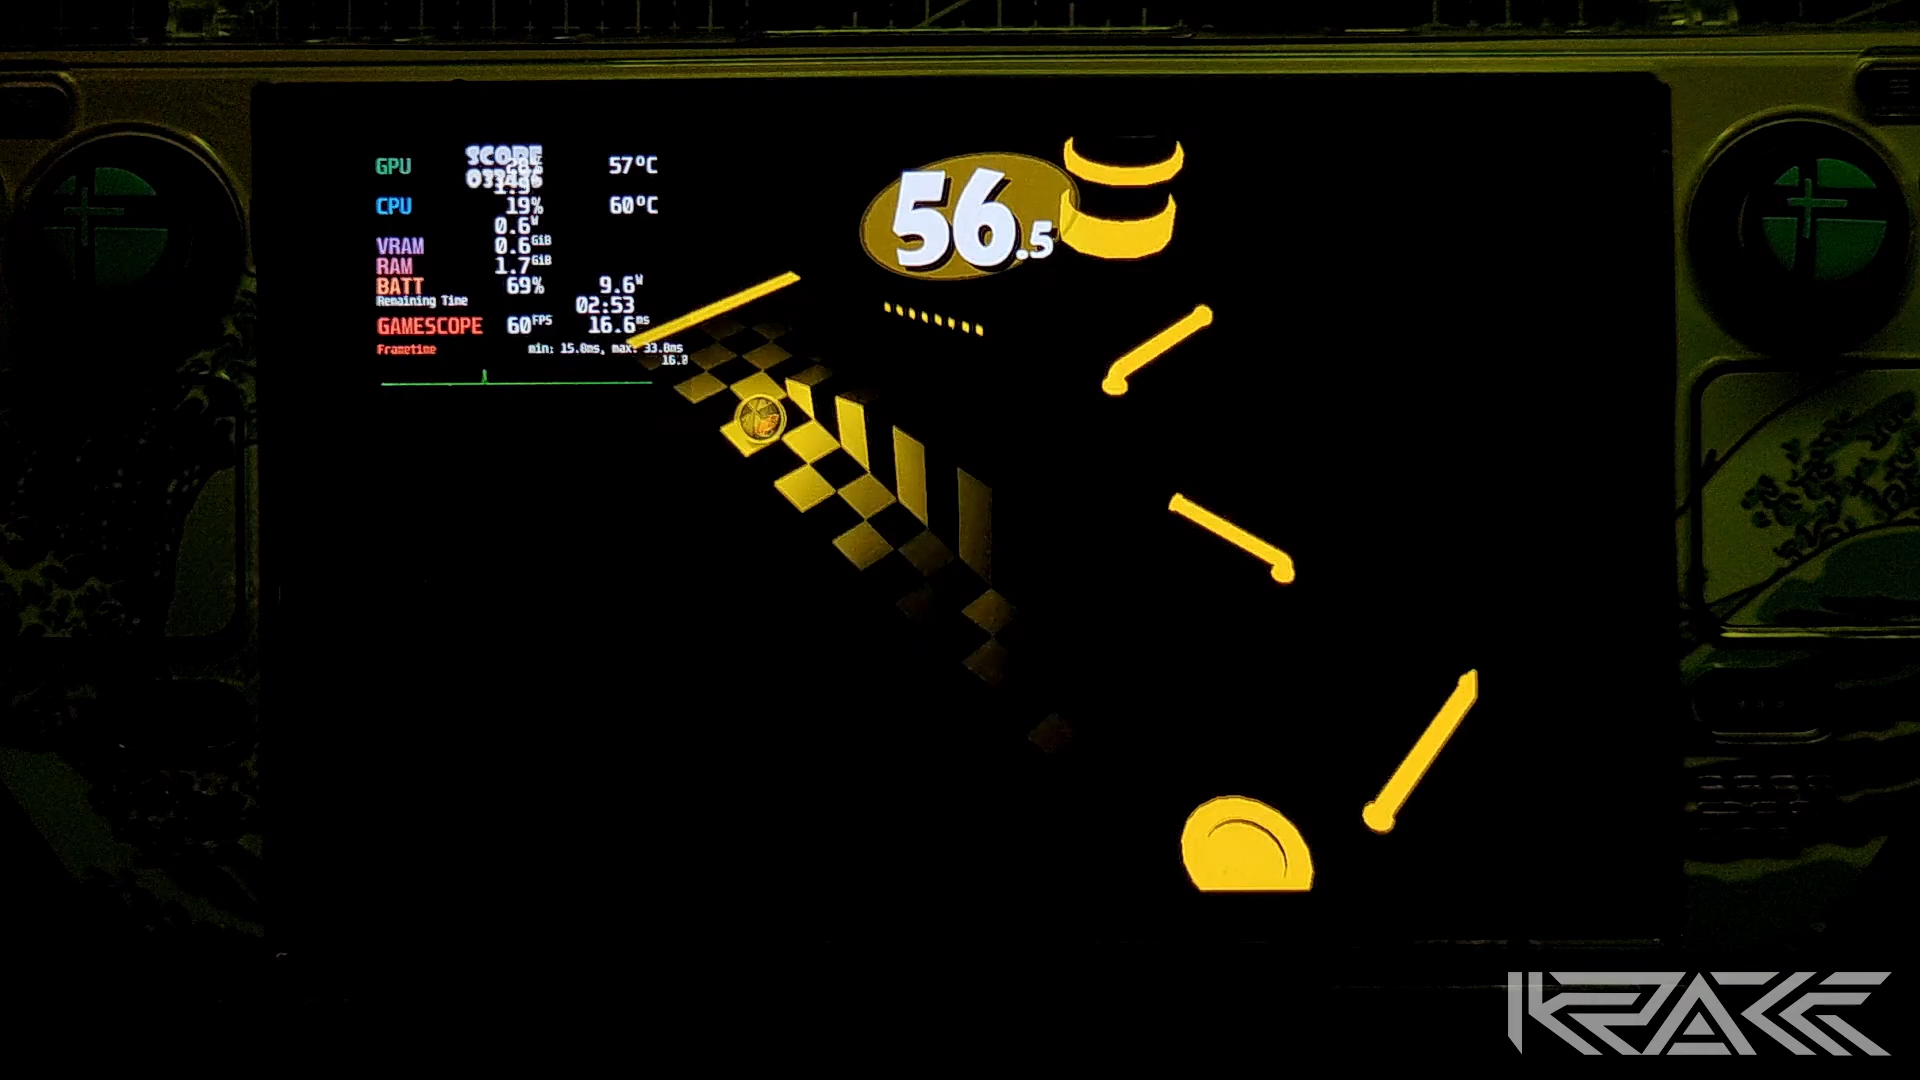 SCORE
GPU 57°C
CPU 19% 60°C
0.6W
VRAM 0.6GiB
RAM 1.7GiB
BATT 69% 9.6W
Remaining Time 02:53
GAMESCOPE 60FPS 16.6ms
Frametime min: 15.0ms, max: 33.0ms
56.5